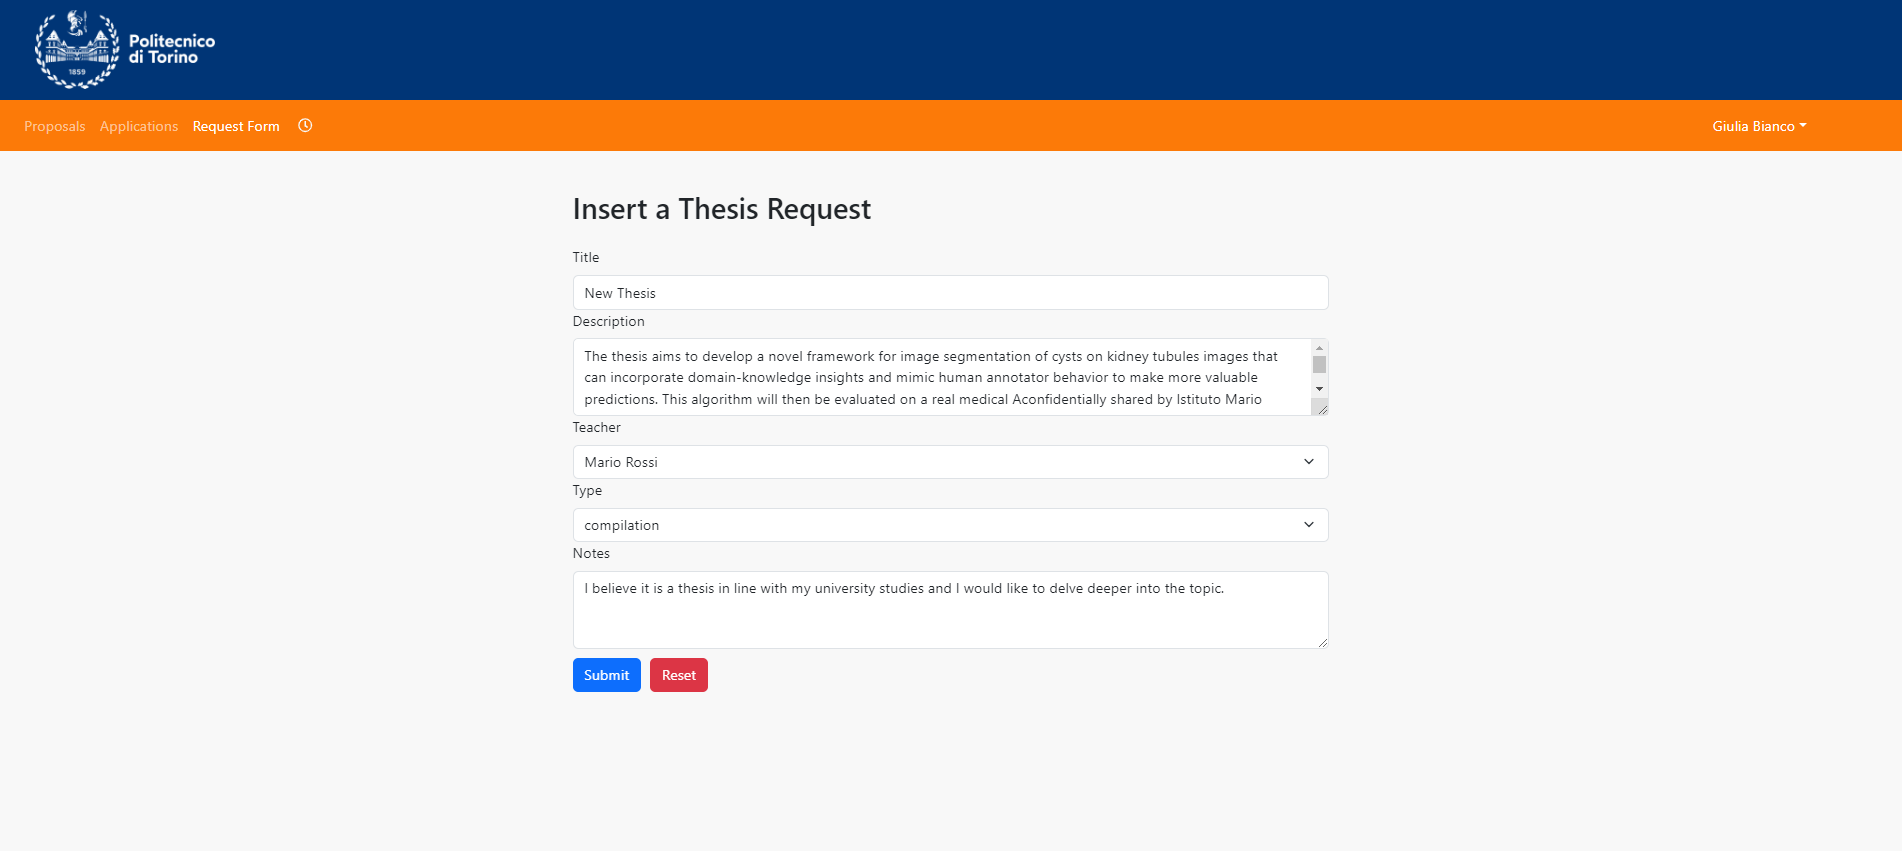 Politecnico
di Torino
1859
Proposals Applications Request Form
Giulia Bianco
Insert a Thesis Request
Title
New Thesis
Description
The thesis aims to develop a novel framework for image segmentation of cysts on kidney tubules images that
can incorporate domain-knowledge insights and mimic human annotator behavior to make more valuable
predictions. This algorithm will then be evaluated on a real medical Aconfidentially shared by Istituto Mario
Teacher
Mario Rossi
Type
compilation
Notes
I believe it is a thesis in line with my university studies and I would like to delve deeper into the topic.
Submit Reset